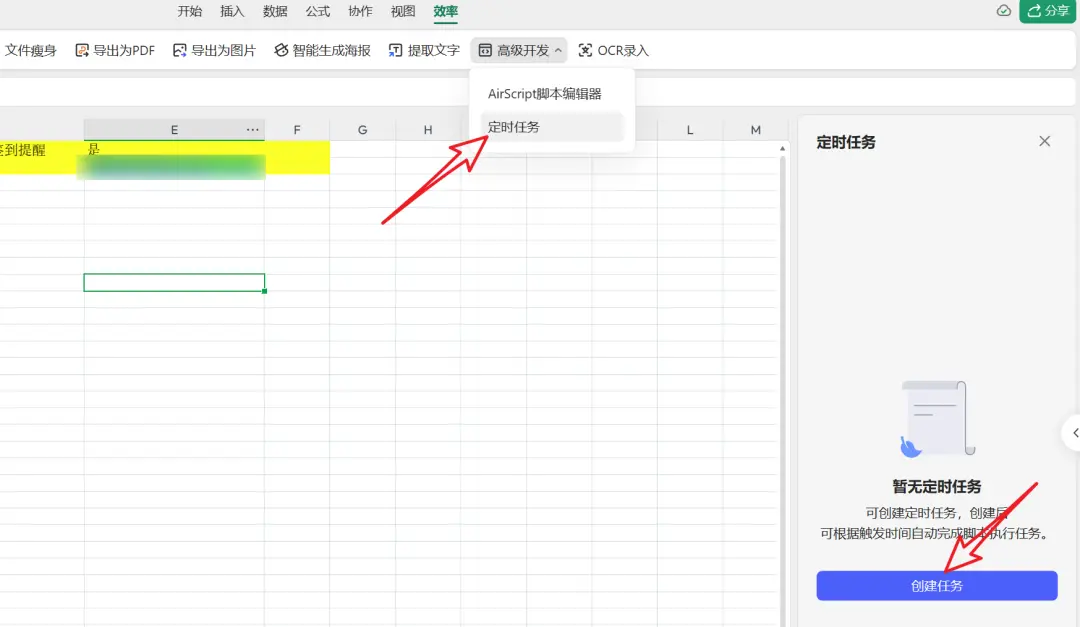 开始 插入 数据 公式 协作 视图 效率 分享
文件瘦身 导出为PDF 导出为图片 智能生成海报 提取文字 高级开发 OCR录入
AirScript脚本编辑器
定时任务
E ... F G H L M
签到提醒 是
定时任务
暂无定时任务
可创建定时任务，创建后
可根据触发时间自动完成脚本执行任务。
创建任务